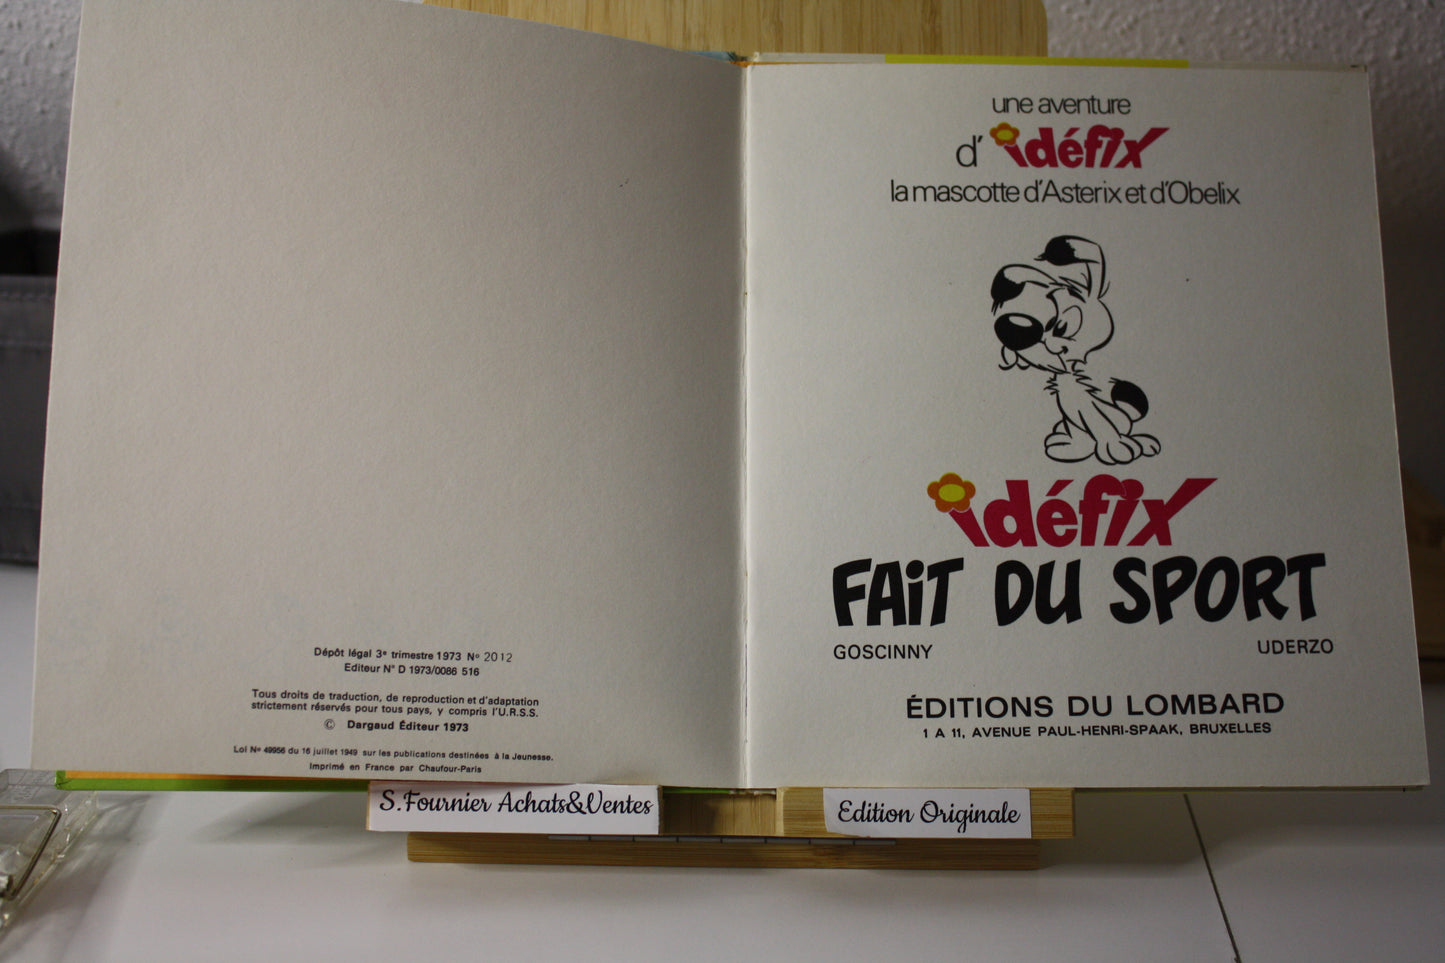 Dépôt légal 3e trimestre 1973 No 2012
Editeur N° D 1973/0086 516
Tous droits de traduction, de reproduction et d'adaptation
strictement réservés pour tous pays, y compris l'U.R.S.S.
© Dargaud Éditeur 1973
Loi No 49956 du 16 juillet 1949 sur les publications destinées à la Jeunesse.
Imprimé en France par Chaufour-Paris
une aventure
d'idéfix
la mascotte d'Asterix et d'Obelix
idéfix
FAiT DU SPORT
GOSCINNY UDERZO
ÉDITIONS DU LOMBARD
1 A 11, AVENUE PAUL-HENRI-SPAAK, BRUXELLES
S.Fournier Achats&Ventes
Edition Originale